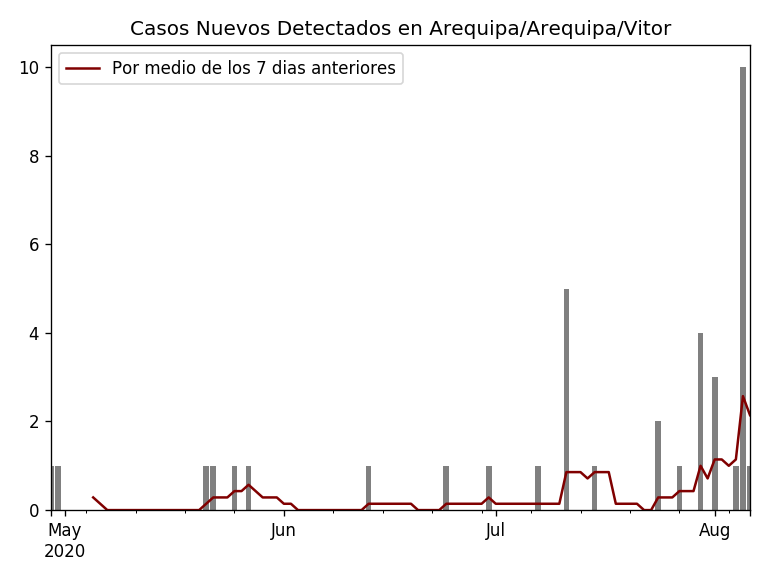 Casos Nuevos Detectados en Arequipa/Arequipa/Vitor
Por medio de los 7 dias anteriores
10
8
6
4
2
0
May Jun Jul Aug
2020